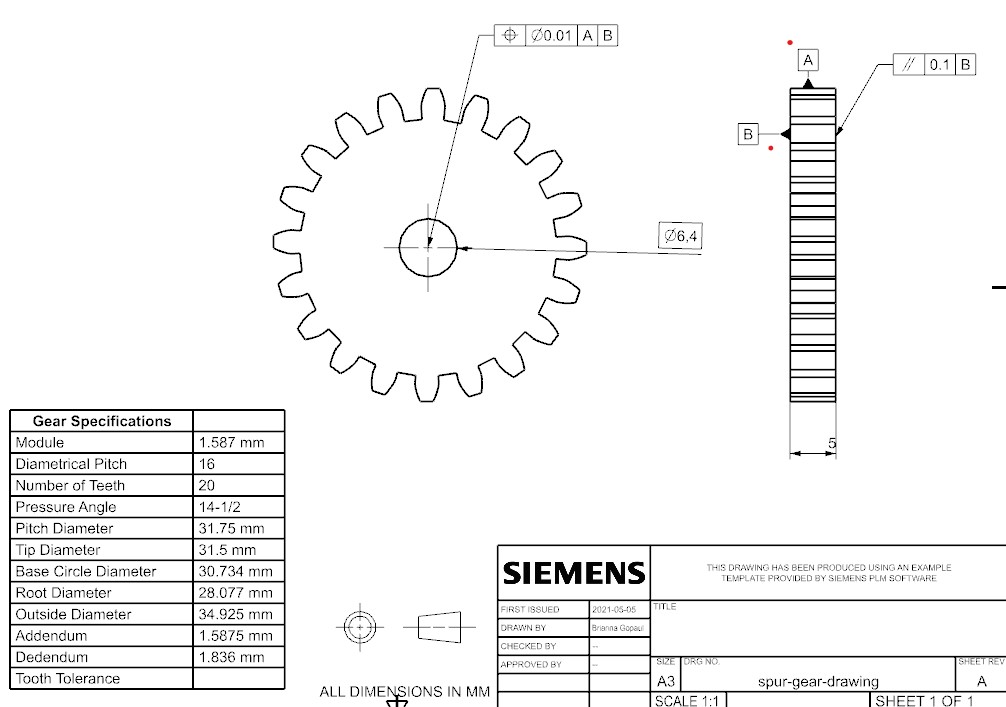 ⌖ ∅0.01 A B
A
// 0.1 B
B
∅6,4
5
Gear Specifications
Module 1.587 mm
Diametrical Pitch 16
Number of Teeth 20
Pressure Angle 14-1/2
Pitch Diameter 31.75 mm
Tip Diameter 31.5 mm
Base Circle Diameter 30.734 mm
Root Diameter 28.077 mm
Outside Diameter 34.925 mm
Addendum 1.5875 mm
Dedendum 1.836 mm
Tooth Tolerance
ALL DIMENSIONS IN MM
SIEMENS
THIS DRAWING HAS BEEN PRODUCED USING AN EXAMPLE
TEMPLATE PROVIDED BY SIEMENS PLM SOFTWARE
FIRST ISSUED 2021-05-05
TITLE
DRAWN BY Brianna Gopaul
CHECKED BY --
APPROVED BY --
SIZE DRG NO. SHEET REV
A3 spur-gear-drawing A
SCALE 1:1 SHEET 1 OF 1